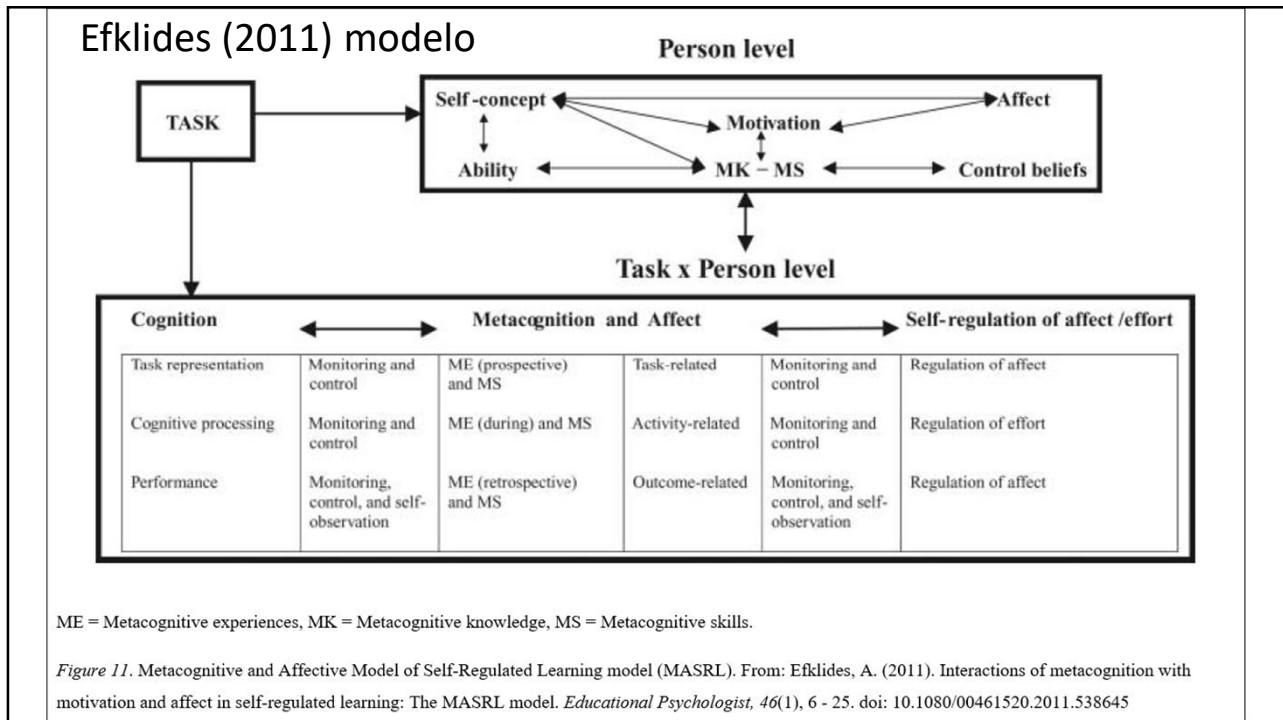 Efklides (2011) modelo
Person level
TASK
Self-concept
Affect
Motivation
Ability
MK – MS
Control beliefs
Task x Person level
Cognition
Metacognition and Affect
Self-regulation of affect /effort
Task representation
Monitoring and
control
ME (prospective)
and MS
Task-related
Monitoring and
control
Regulation of affect
Cognitive processing
Monitoring and
control
ME (during) and MS
Activity-related
Monitoring and
control
Regulation of effort
Performance
Monitoring,
control, and self-
observation
ME (retrospective)
and MS
Outcome-related
Monitoring,
control, and self-
observation
Regulation of affect
ME = Metacognitive experiences, MK = Metacognitive knowledge, MS = Metacognitive skills.
Figure 11. Metacognitive and Affective Model of Self-Regulated Learning model (MASRL). From: Efklides, A. (2011). Interactions of metacognition with
motivation and affect in self-regulated learning: The MASRL model. Educational Psychologist, 46(1), 6 - 25. doi: 10.1080/00461520.2011.538645